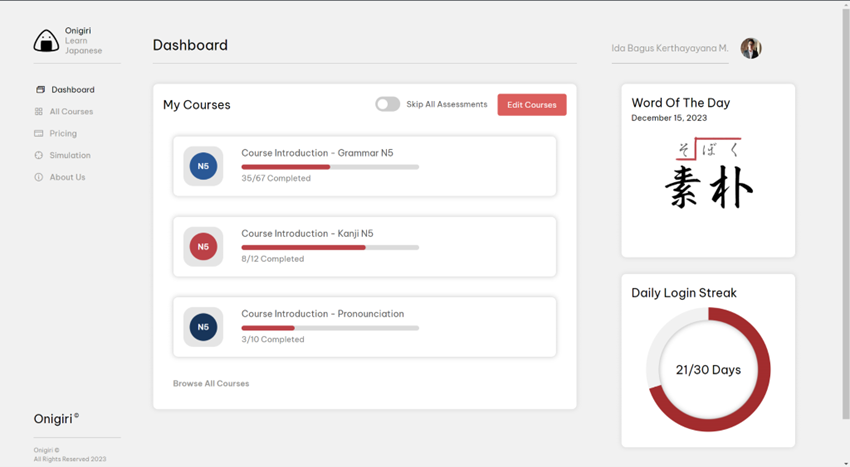 Onigiri
Learn
Japanese
Dashboard
All Courses
Pricing
Simulation
About Us
Onigiri©
Onigiri ©
All Rights Reserved 2023
Dashboard
My Courses
Skip All Assessments
Edit Courses
N5
Course Introduction - Grammar N5
35/67 Completed
N5
Course Introduction - Kanji N5
8/12 Completed
N5
Course Introduction - Pronounciation
3/10 Completed
Browse All Courses
Ida Bagus Kerthayayana M.
Word Of The Day
December 15, 2023
そぼく
素朴
Daily Login Streak
21/30 Days